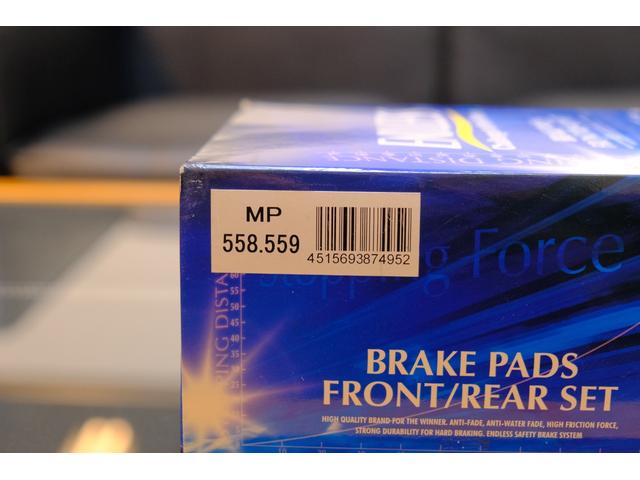 MP
558.559
4515693874952
stopping Force
BRAKE PADS
FRONT/REAR SET
HIGH QUALITY BRAND FOR THE WINNER. ANTI-FADE, ANTI-WATER FADE, HIGH FRICTION FORCE,
STRONG DURABILITY FOR HARD BRAKING. ENDLESS SAFETY BRAKE SYSTEM